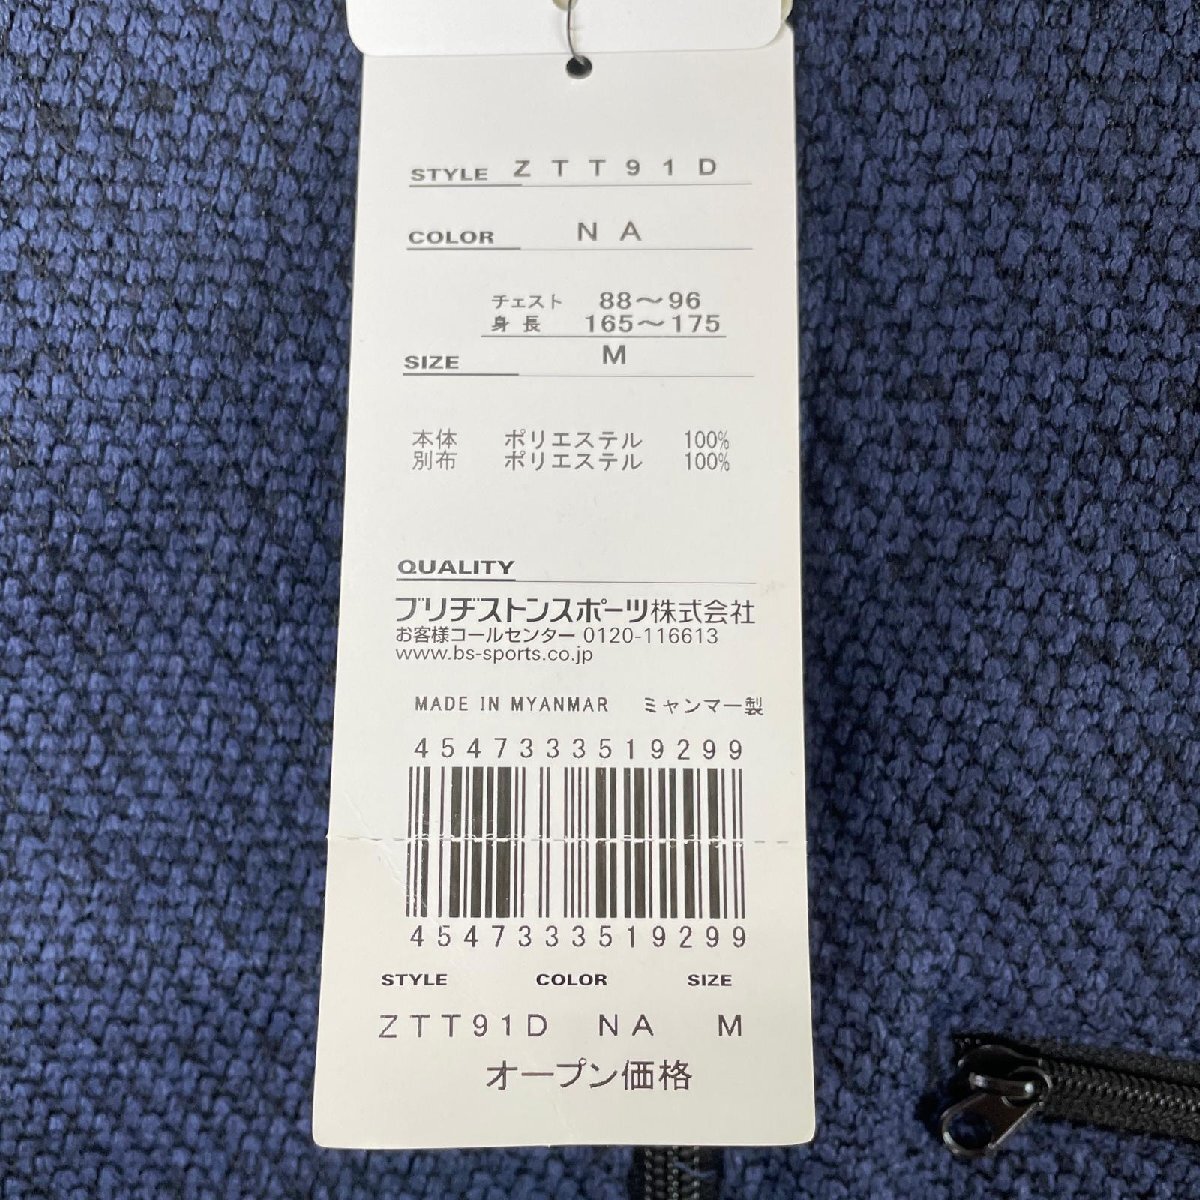 STYLE ZTT91D
COLOR NA
チェスト 88〜96
身長 165〜175
SIZE M
本体 ポリエステル 100%
別布 ポリエステル 100%
QUALITY
ブリヂストンスポーツ株式会社
お客様コールセンター 0120-116613
www.bs-sports.co.jp
MADE IN MYANMAR ミャンマー製
4547333519299
4547333519299
STYLE COLOR SIZE
ZTT91D NA M
オープン価格